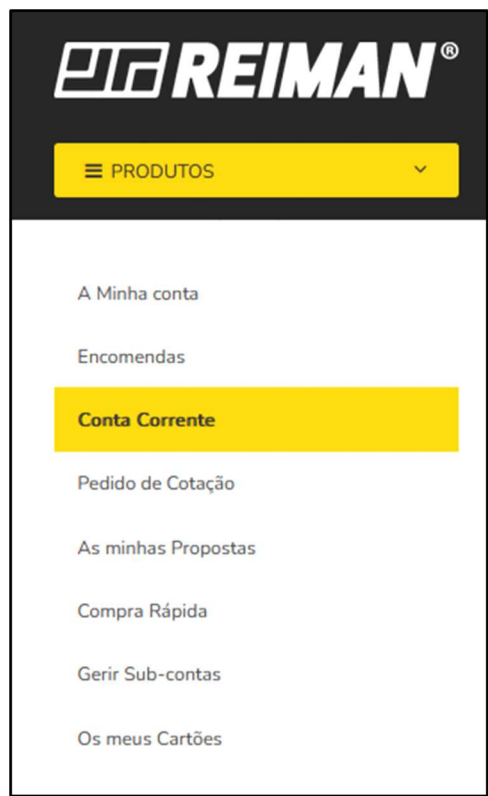 REIMAN®
PRODUTOS
A Minha conta
Encomendas
Conta Corrente
Pedido de Cotação
As minhas Propostas
Compra Rápida
Gerir Sub-contas
Os meus Cartões